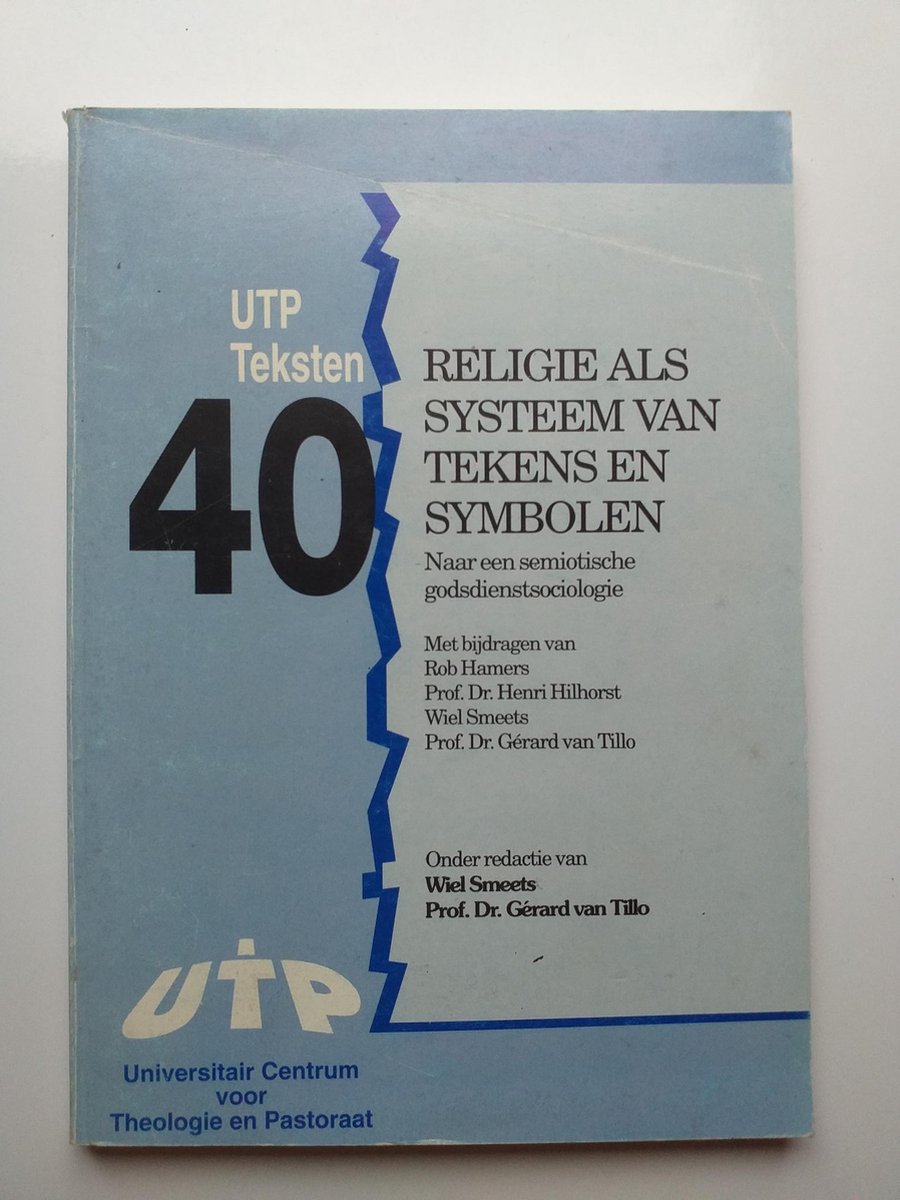 UTP
Teksten
40
RELIGIE ALS
SYSTEEM VAN
TEKENS EN
SYMBOLEN
Naar een semiotische
godsdienstsociologie
Met bijdragen van
Rob Hamers
Prof. Dr. Henri Hilhorst
Wiel Smeets
Prof. Dr. Gérard van Tillo
Onder redactie van
Wiel Smeets
Prof. Dr. Gérard van Tillo
UTP
Universitair Centrum
voor
Theologie en Pastoraat